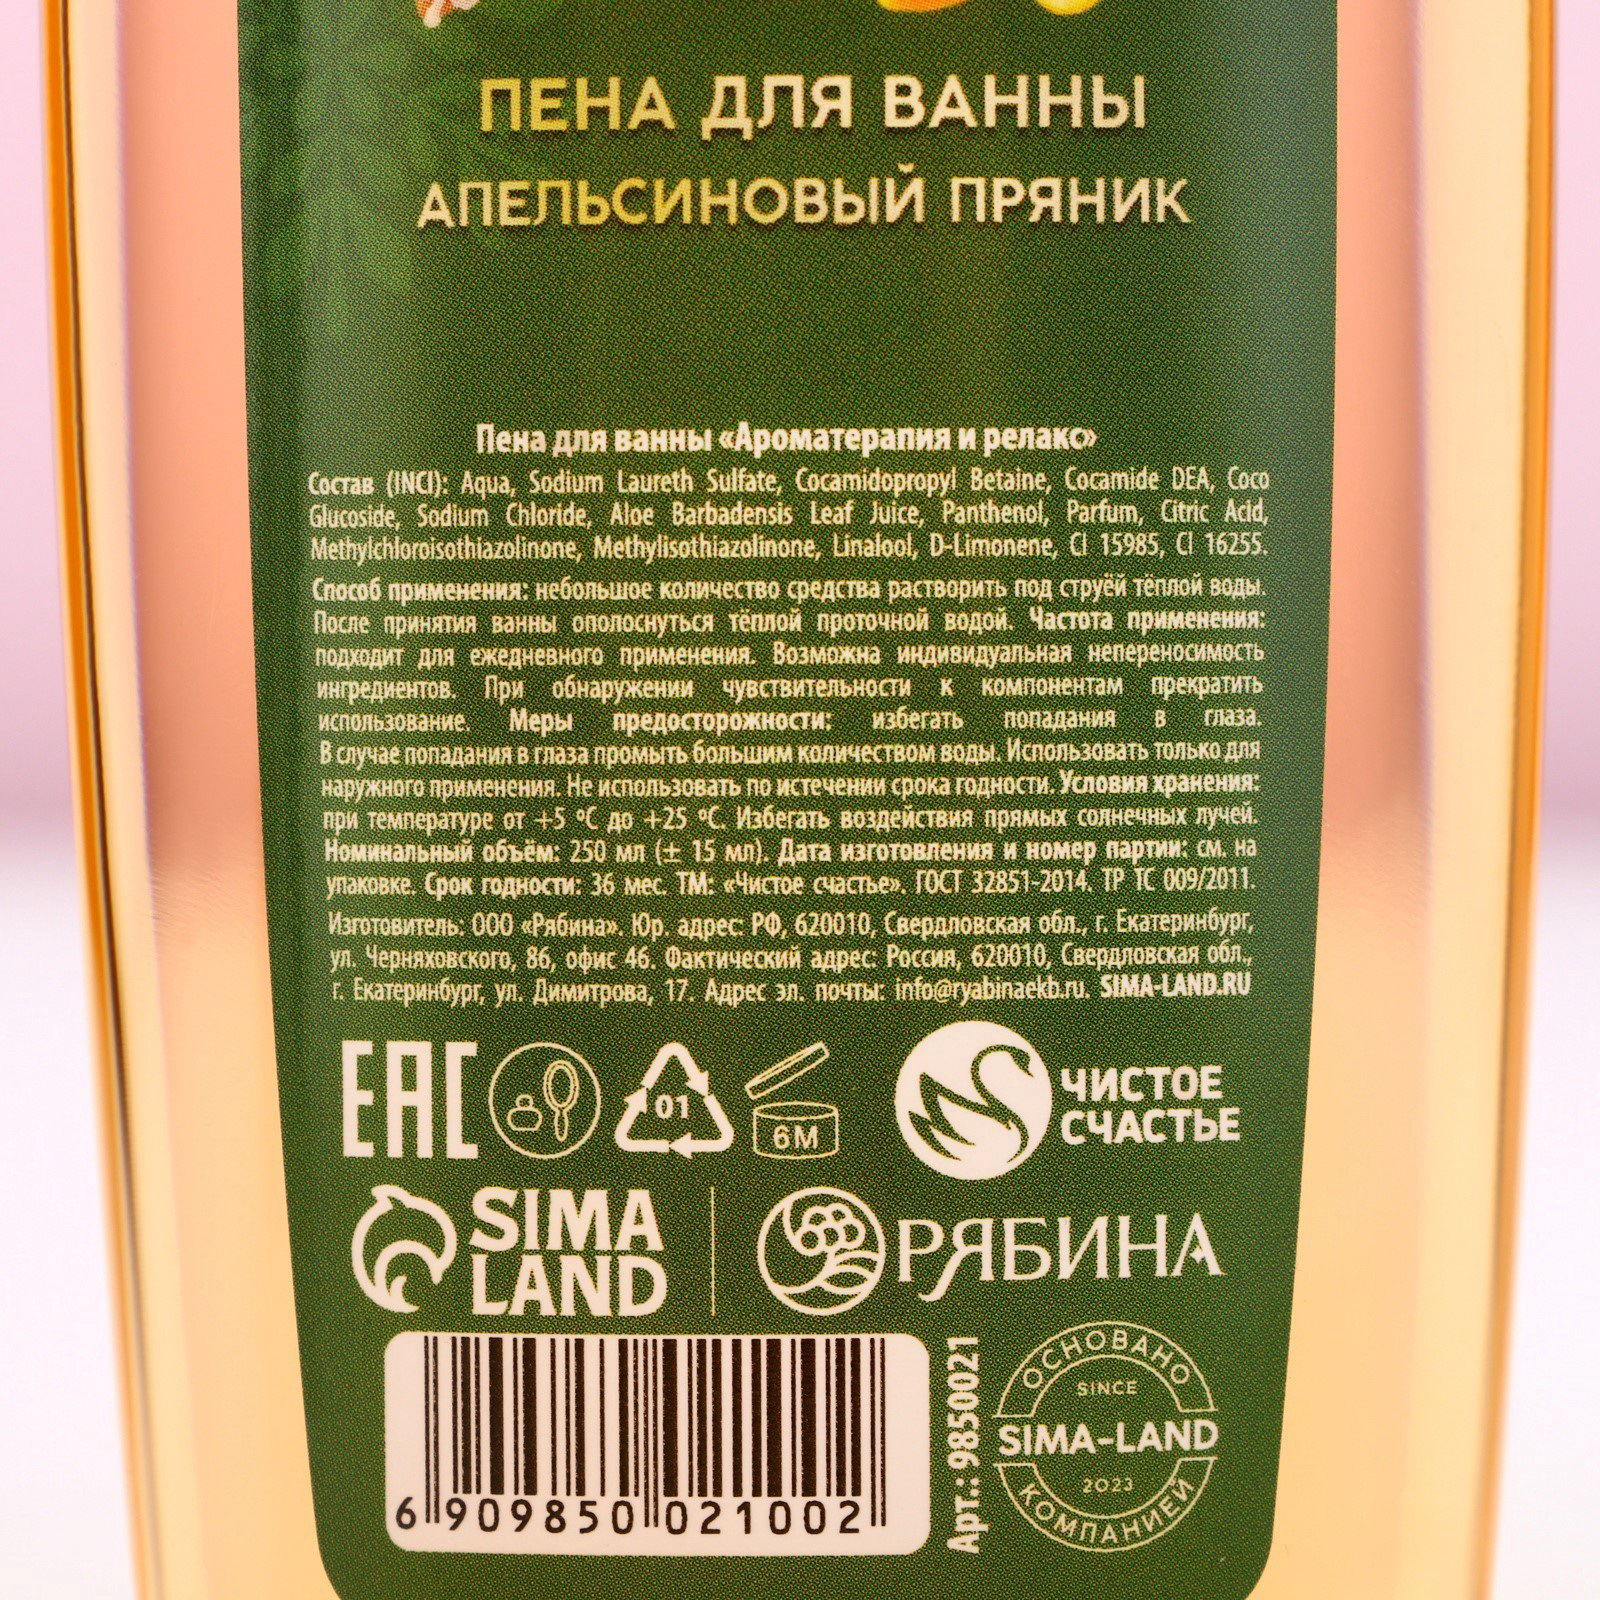 ПЕНА ДЛЯ ВАННЫ
АПЕЛЬСИНОВЫЙ ПРЯНИК
Пена для ванны «Ароматерапия и релакс»
Состав (INCI): Aqua, Sodium Laureth Sulfate, Cocamidopropyl Betaine, Cocamide DEA, Coco
Glucoside, Sodium Chloride, Aloe Barbadensis Leaf Juice, Panthenol, Parfum, Citric Acid,
Methylchloroisothiazolinone, Methylisothiazolinone, Linalool, D-Limonene, CI 15985, CI 16255.
Способ применения: небольшое количество средства растворить под струёй тёплой воды.
После принятия ванны ополоснуться тёплой проточной водой. Частота применения:
подходит для ежедневного применения. Возможна индивидуальная непереносимость
ингредиентов. При обнаружении чувствительности к компонентам прекратить
использование. Меры предосторожности: избегать попадания в глаза.
В случае попадания в глаза промыть большим количеством воды. Использовать только для
наружного применения. Не использовать по истечении срока годности. Условия хранения:
при температуре от +5 °C до +25 °C. Избегать воздействия прямых солнечных лучей.
Номинальный объём: 250 мл (± 15 мл). Дата изготовления и номер партии: см. на
упаковке. Срок годности: 36 мес. ТМ: «Чистое счастье». ГОСТ 32851-2014. ТР ТС 009/2011.
Изготовитель: ООО «Рябина». Юр. адрес: РФ, 620010, Свердловская обл., г. Екатеринбург,
ул. Черняховского, 86, офис 46. Фактический адрес: Россия, 620010, Свердловская обл.,
г. Екатеринбург, ул. Димитрова, 17. Адрес эл. почты: info@ryabinaekb.ru. SIMA-LAND.RU
EAC
01
6M
ЧИСТОЕ
СЧАСТЬЕ
SIMA
LAND
РЯБИНА
6 909850 021002
Арт.: 9850021
ОСНОВАНО
SINCE
SIMA-LAND
2023
КОМПАНИЕЙ